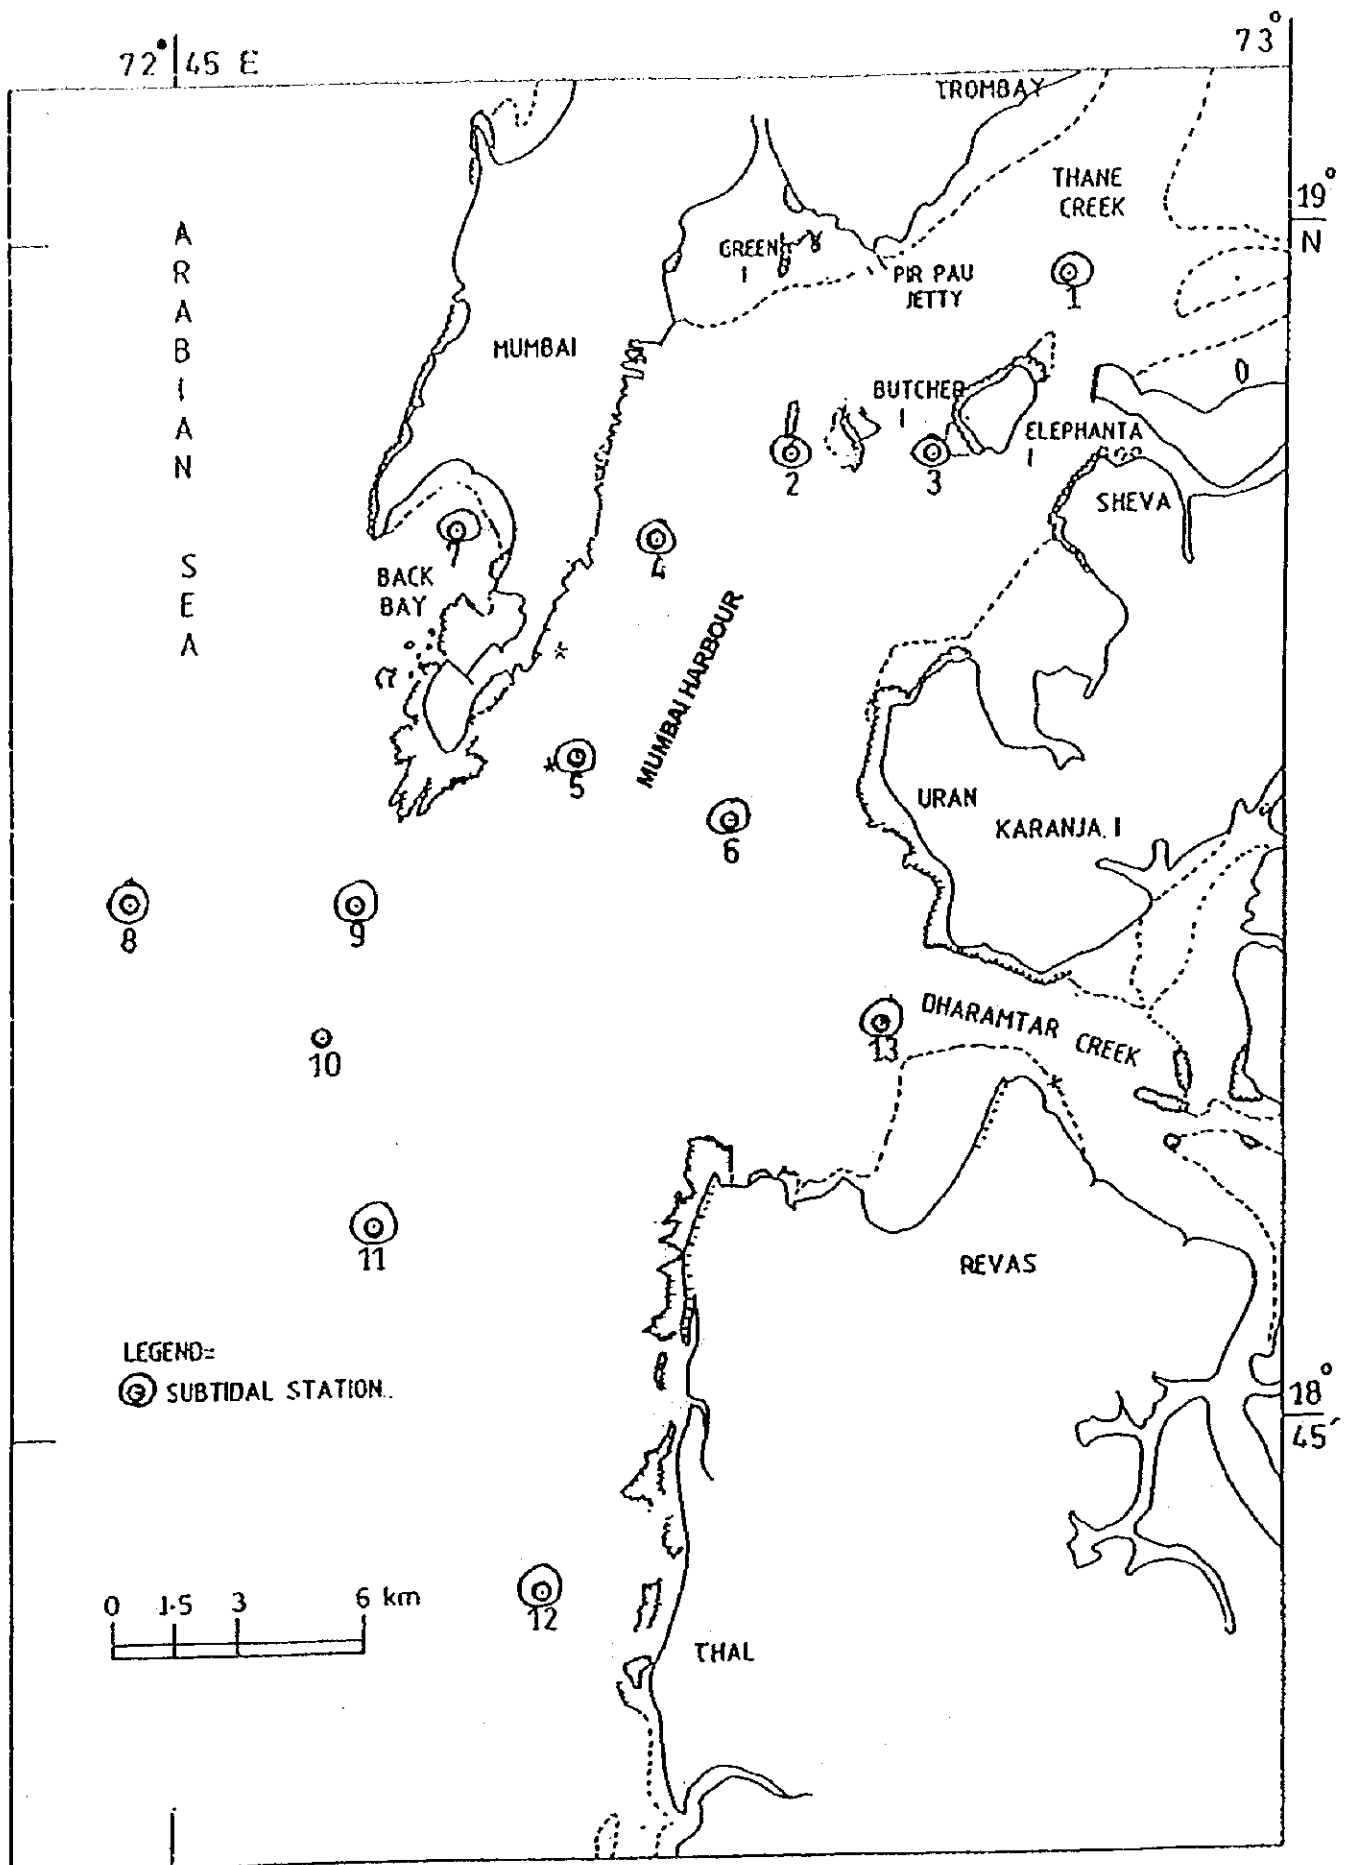 72° 45 E
73°
TROMBAY
THANE
CREEK
19°
N
ARABIAN SEA
GREEN
I
PIR PAU
JETTY
1
MUMBAI
BUTCHER
I
ELEPHANTA
I
2
3
SHEVA
7
4
BACK
BAY
MUMBAI HARBOUR
5
6
URAN
KARANJA. I
8
9
10
13
DHARAMTAR CREEK
11
REVAS
LEGEND=
SUBTIDAL STATION..
18°
45′
0 1·5 3 6 km
12
THAL